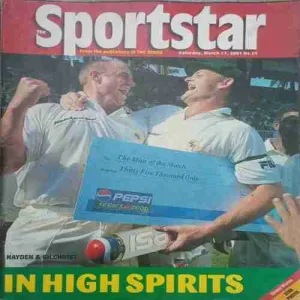 THE
Sportstar
From the publishers of THE HINDU
Saturday, March 17, 2001
The Man of the Match
Thirty Five Thousand Only
PEPSI
HAYDEN & GILCHRIST
IN HIGH SPIRITS